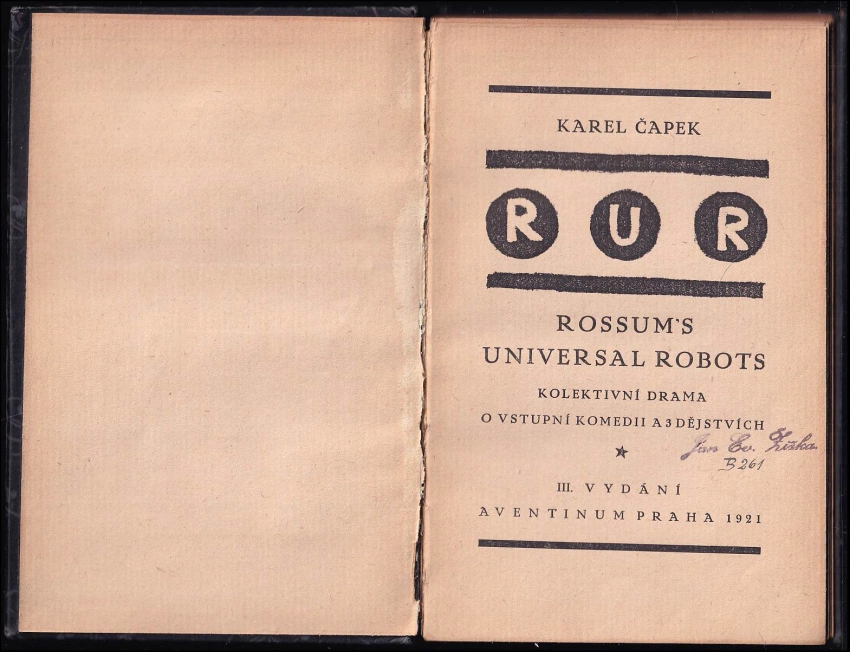 KAREL ČAPEK
R U R
ROSSUM'S
UNIVERSAL ROBOTS
KOLEKTIVNÍ DRAMA
O VSTUPNÍ KOMEDII A 3 DĚJSTVÍCH
Jan Ev. Žižka
B 261
III. VYDÁNÍ
AVENTINUM PRAHA 1921